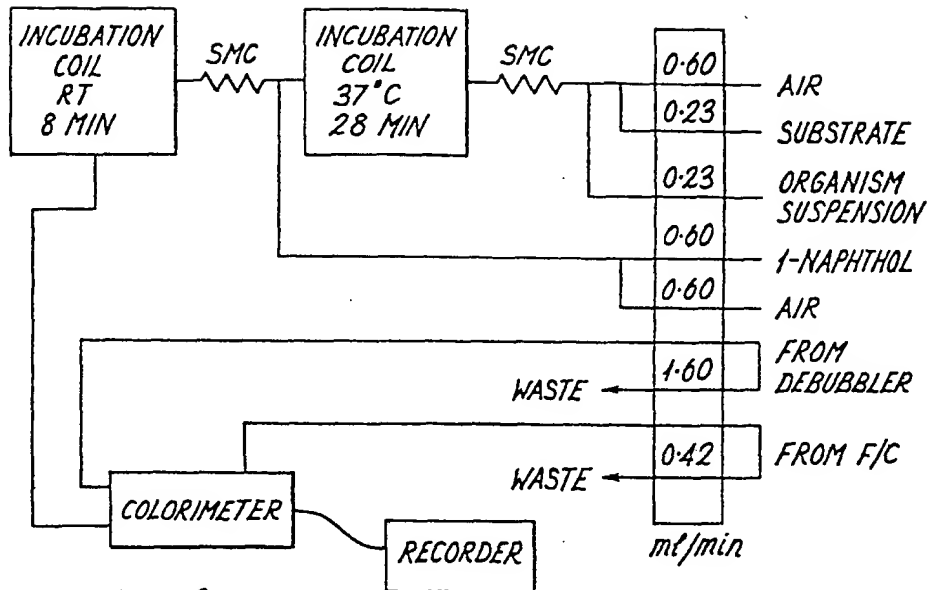 INCUBATION
COIL
RT
8 MIN
SMC
INCUBATION
COIL
37°C
28 MIN
SMC
0·60
AIR
0·23
SUBSTRATE
0·23
ORGANISM
SUSPENSION
0·60
1-NAPHTHOL
0·60
AIR
FROM
DEBUBBLER
1·60
WASTE
0·42
FROM F/C
WASTE
COLORIMETER
RECORDER
ml/min